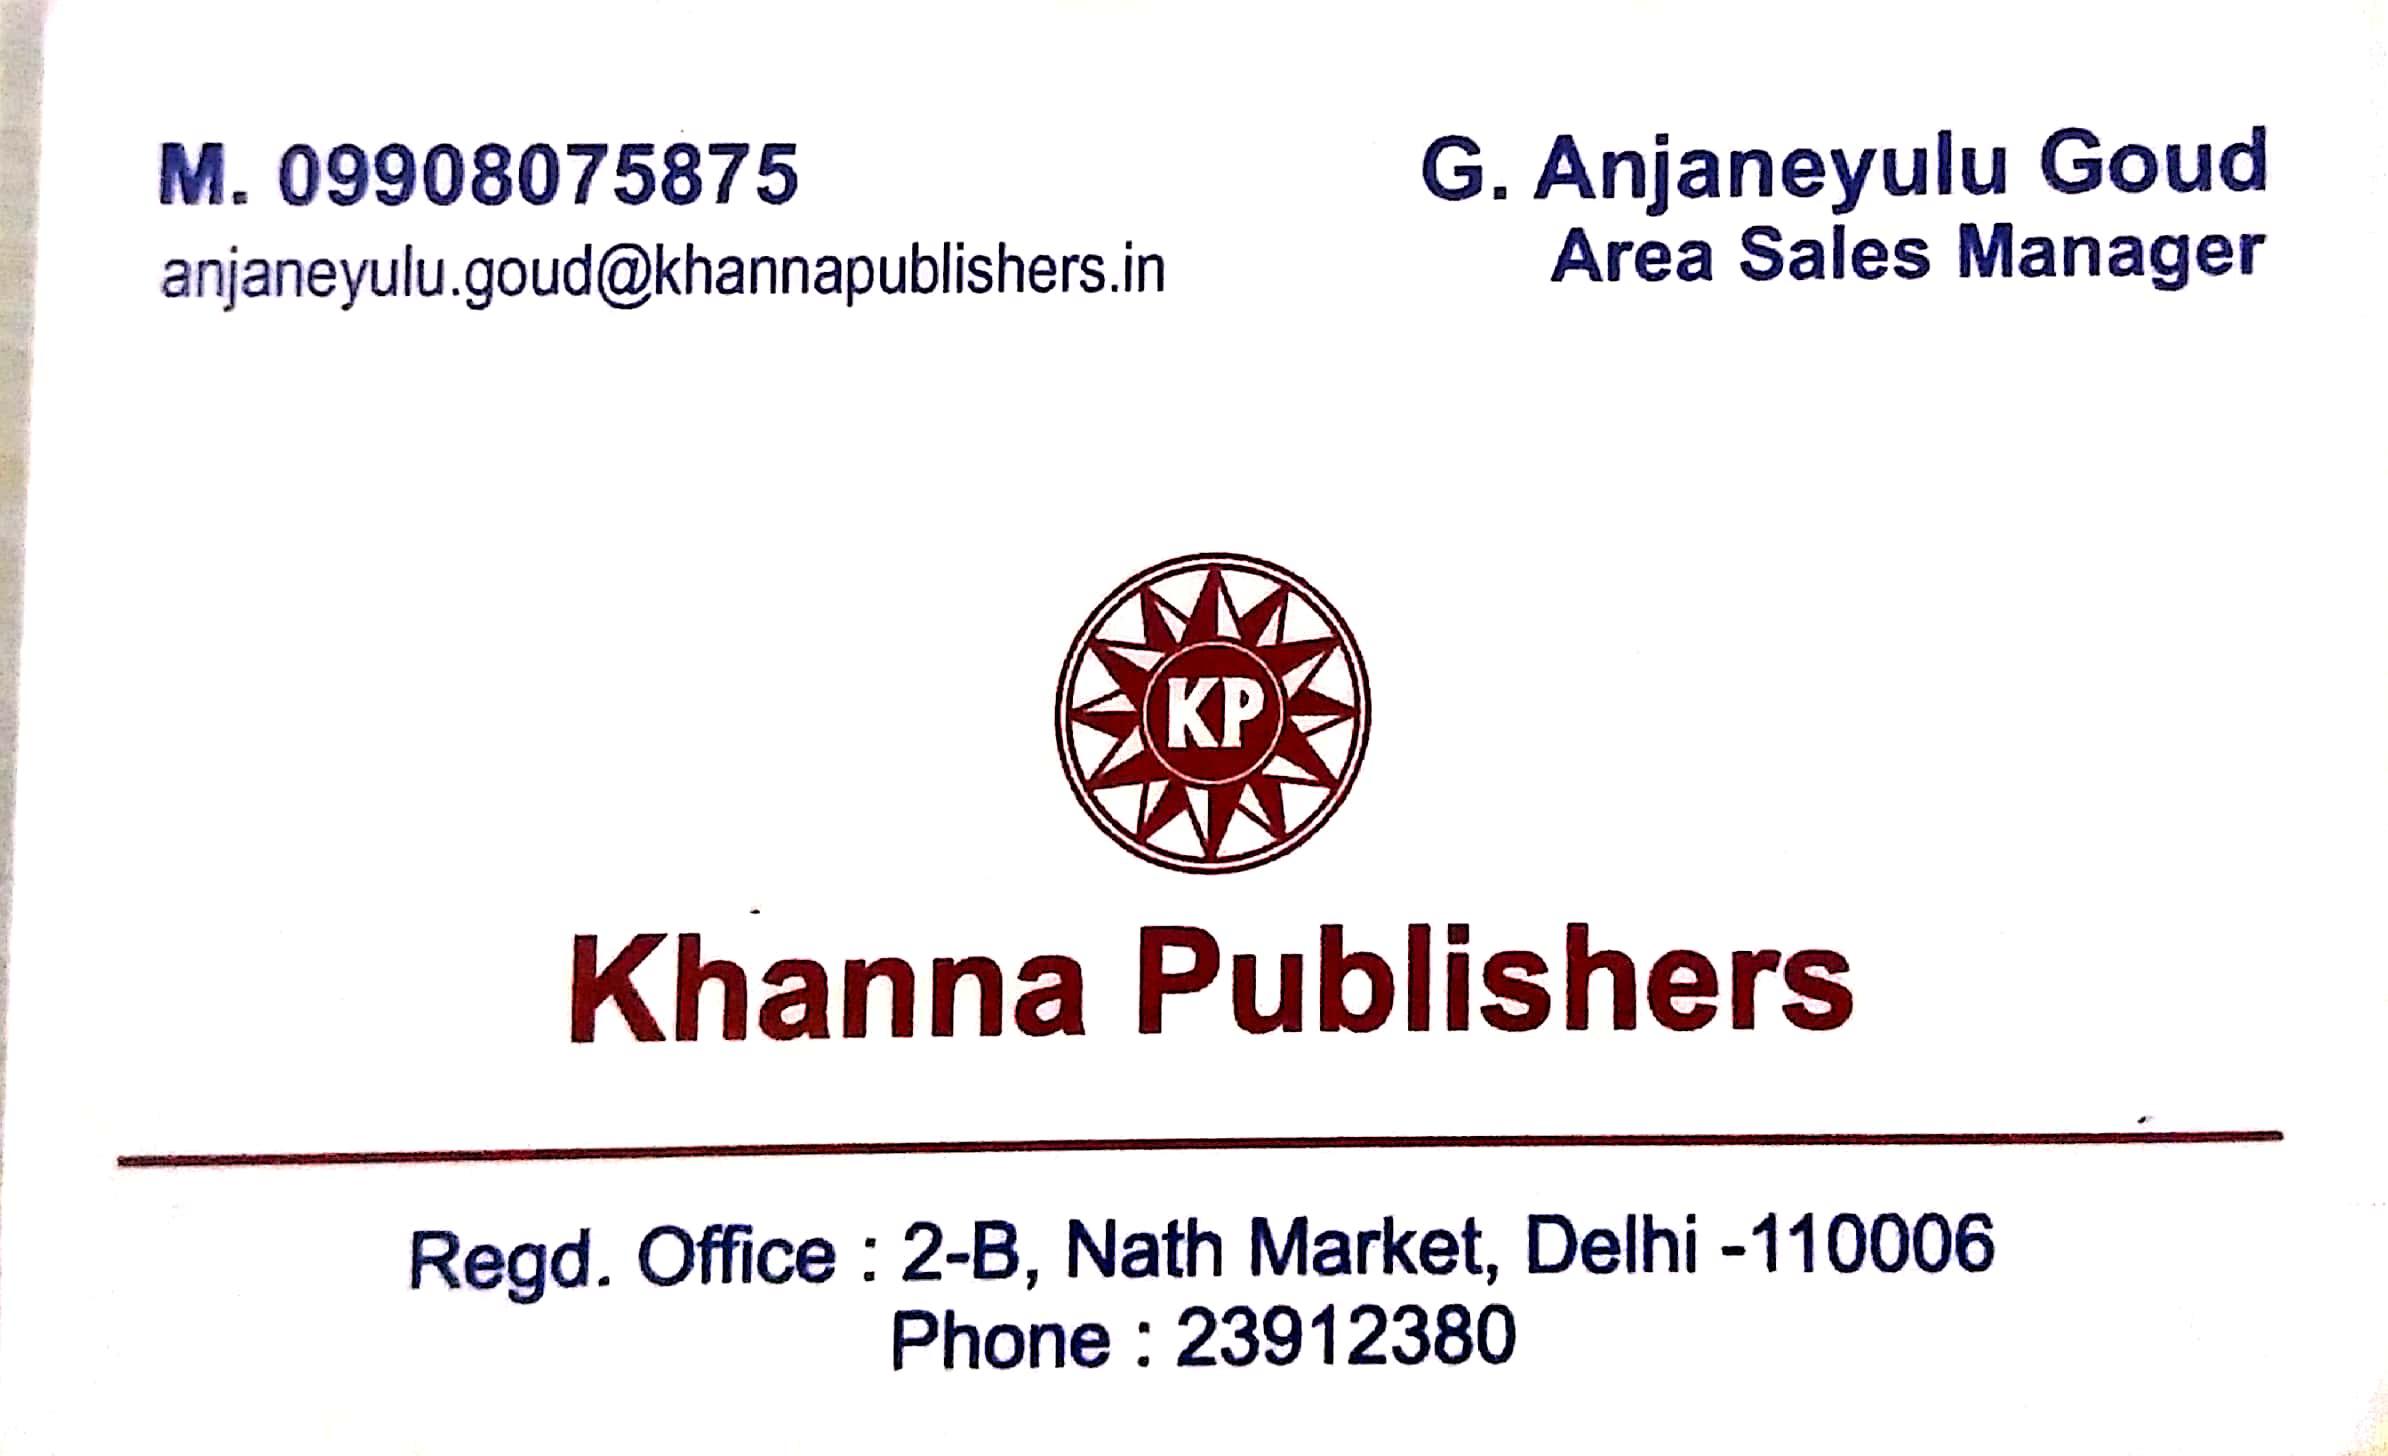 M. 09908075875
anjaneyulu.goud@khannapublishers.in
G. Anjaneyulu Goud
Area Sales Manager
KP
Khanna Publishers
Regd. Office : 2-B, Nath Market, Delhi -110006
Phone : 23912380